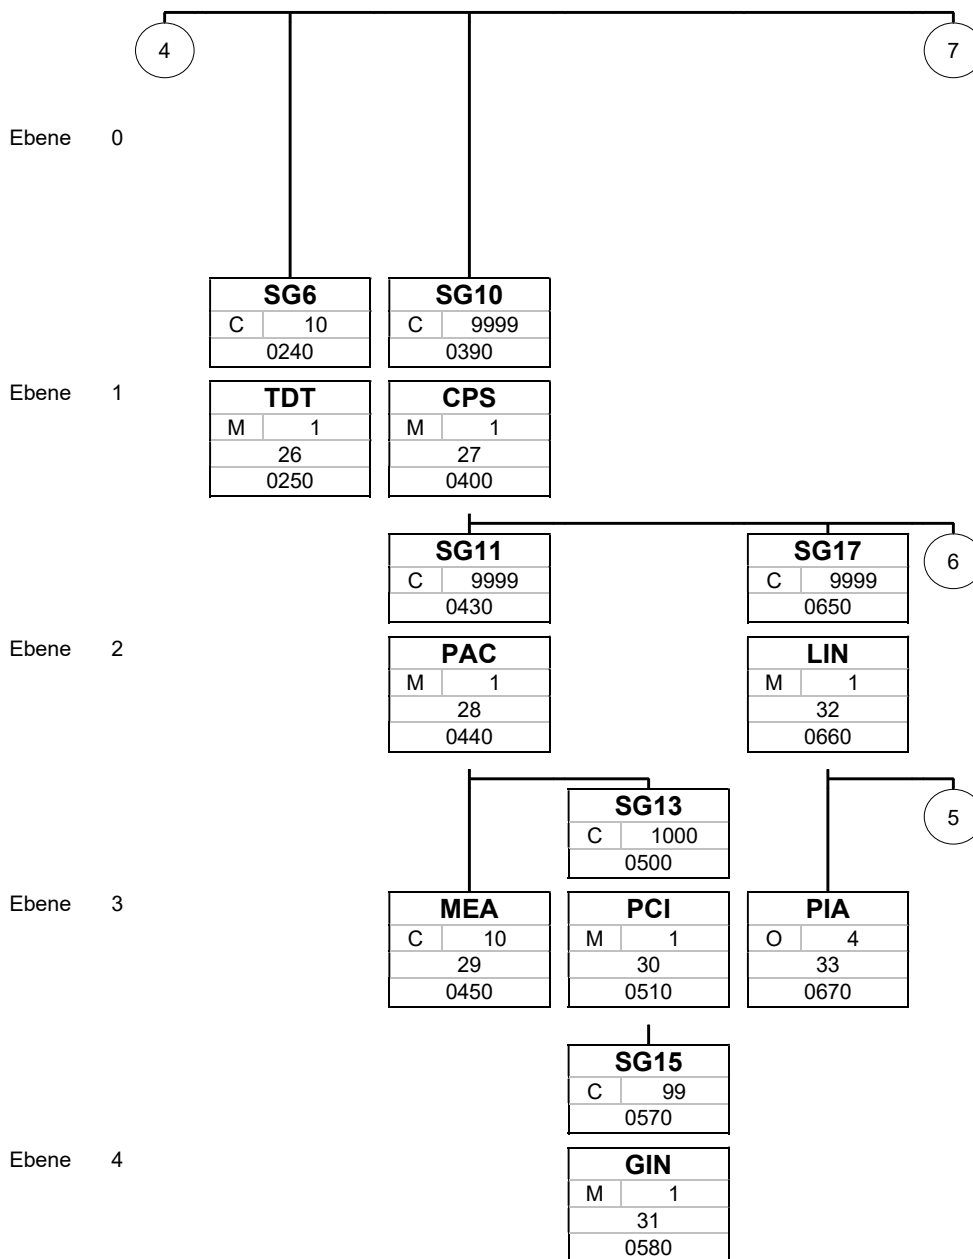 4 7
Ebene 0
SG6 SG10
C 10 C 9999
0240 0390
Ebene 1
TDT CPS
M 1 M 1
26 27
0250 0400
SG11 SG17 6
C 9999 C 9999
0430 0650
Ebene 2
PAC LIN
M 1 M 1
28 32
0440 0660
SG13 5
C 1000
0500
Ebene 3
MEA PCI PIA
C 10 M 1 O 4
29 30 33
0450 0510 0670
SG15
C 99
0570
Ebene 4
GIN
M 1
31
0580